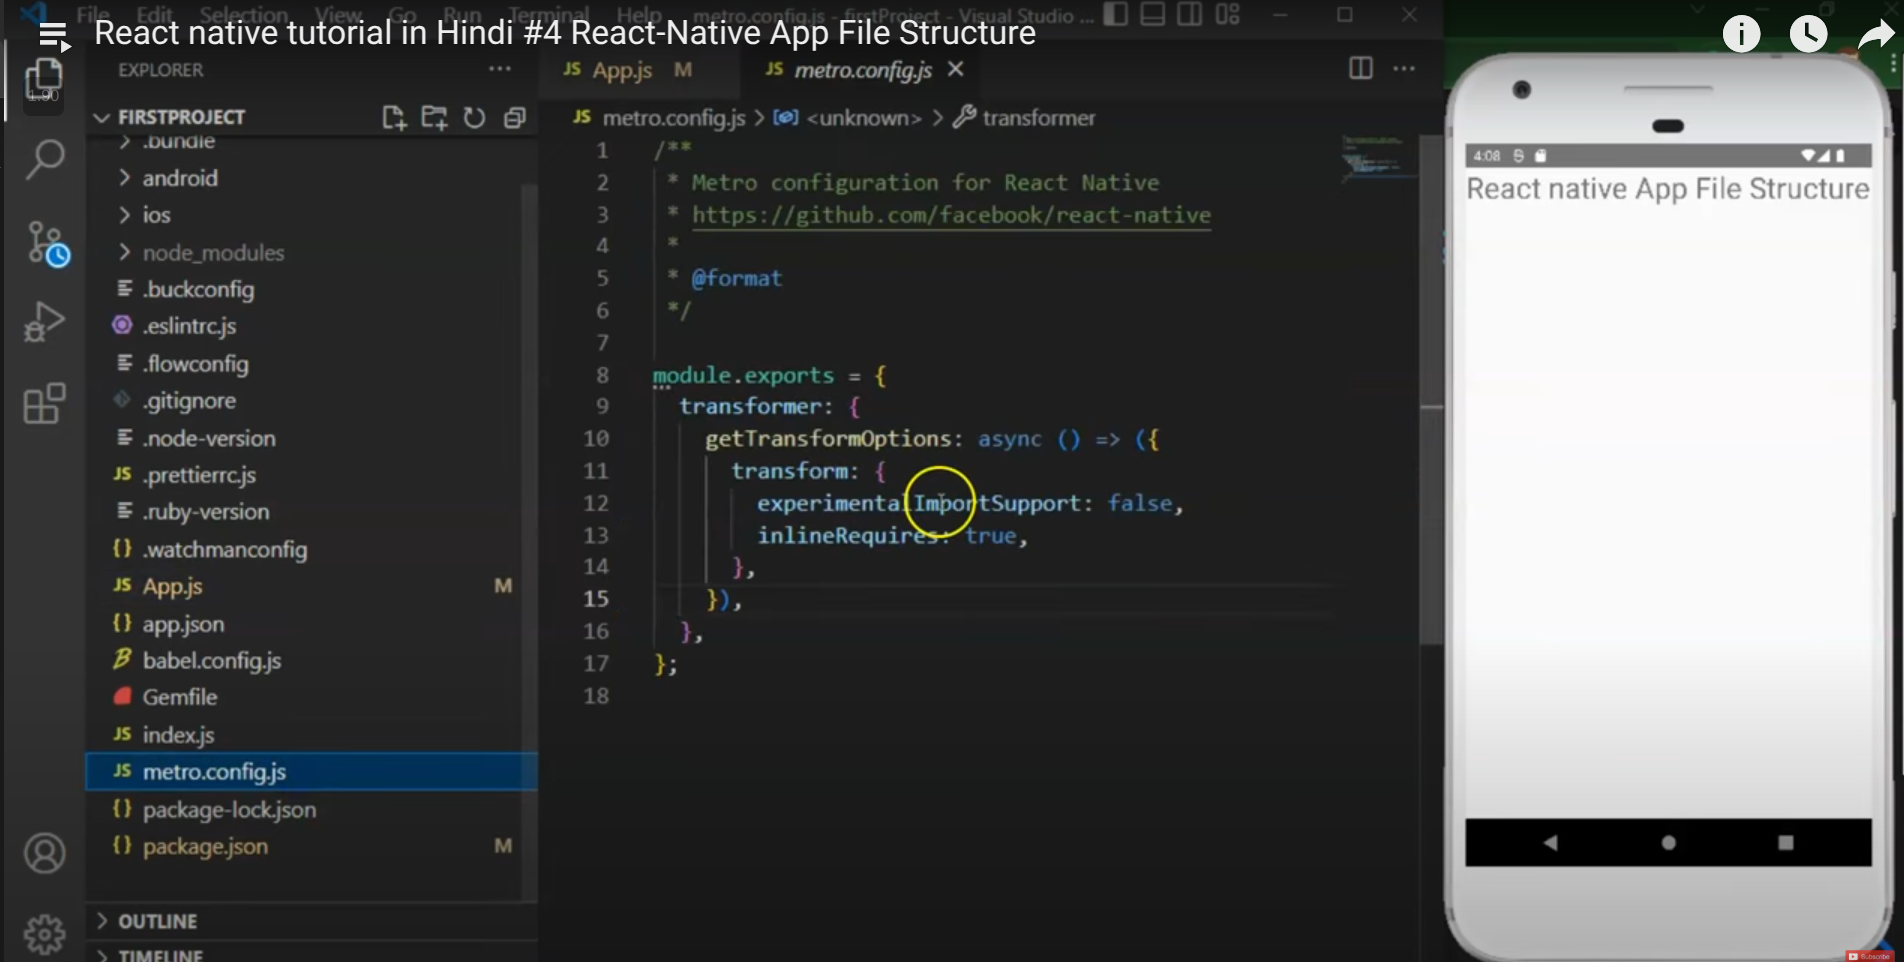 File Edit Selection View Go Run Terminal Help metro.config.js - firstProject - Visual Studio ...
React native tutorial in Hindi #4 React-Native App File Structure
1.90
EXPLORER
FIRSTPROJECT
.bundle
android
ios
node_modules
.buckconfig
.eslintrc.js
.flowconfig
.gitignore
.node-version
.prettierrc.js
.ruby-version
.watchmanconfig
JS App.js M
app.json
babel.config.js
Gemfile
JS index.js
JS metro.config.js
package-lock.json
package.json M
OUTLINE
TIMELINE
JS App.js M JS metro.config.js
JS metro.config.js > <unknown> > transformer
1 /**
2 * Metro configuration for React Native
3 * https://github.com/facebook/react-native
4 *
5 * @format
6 */
7
8 module.exports = {
9 transformer: {
10 getTransformOptions: async () => ({
11 transform: {
12 experimentalImportSupport: false,
13 inlineRequires: true,
14 },
15 }),
16 },
17 };
18
4:08
React native App File Structure
Subscribe